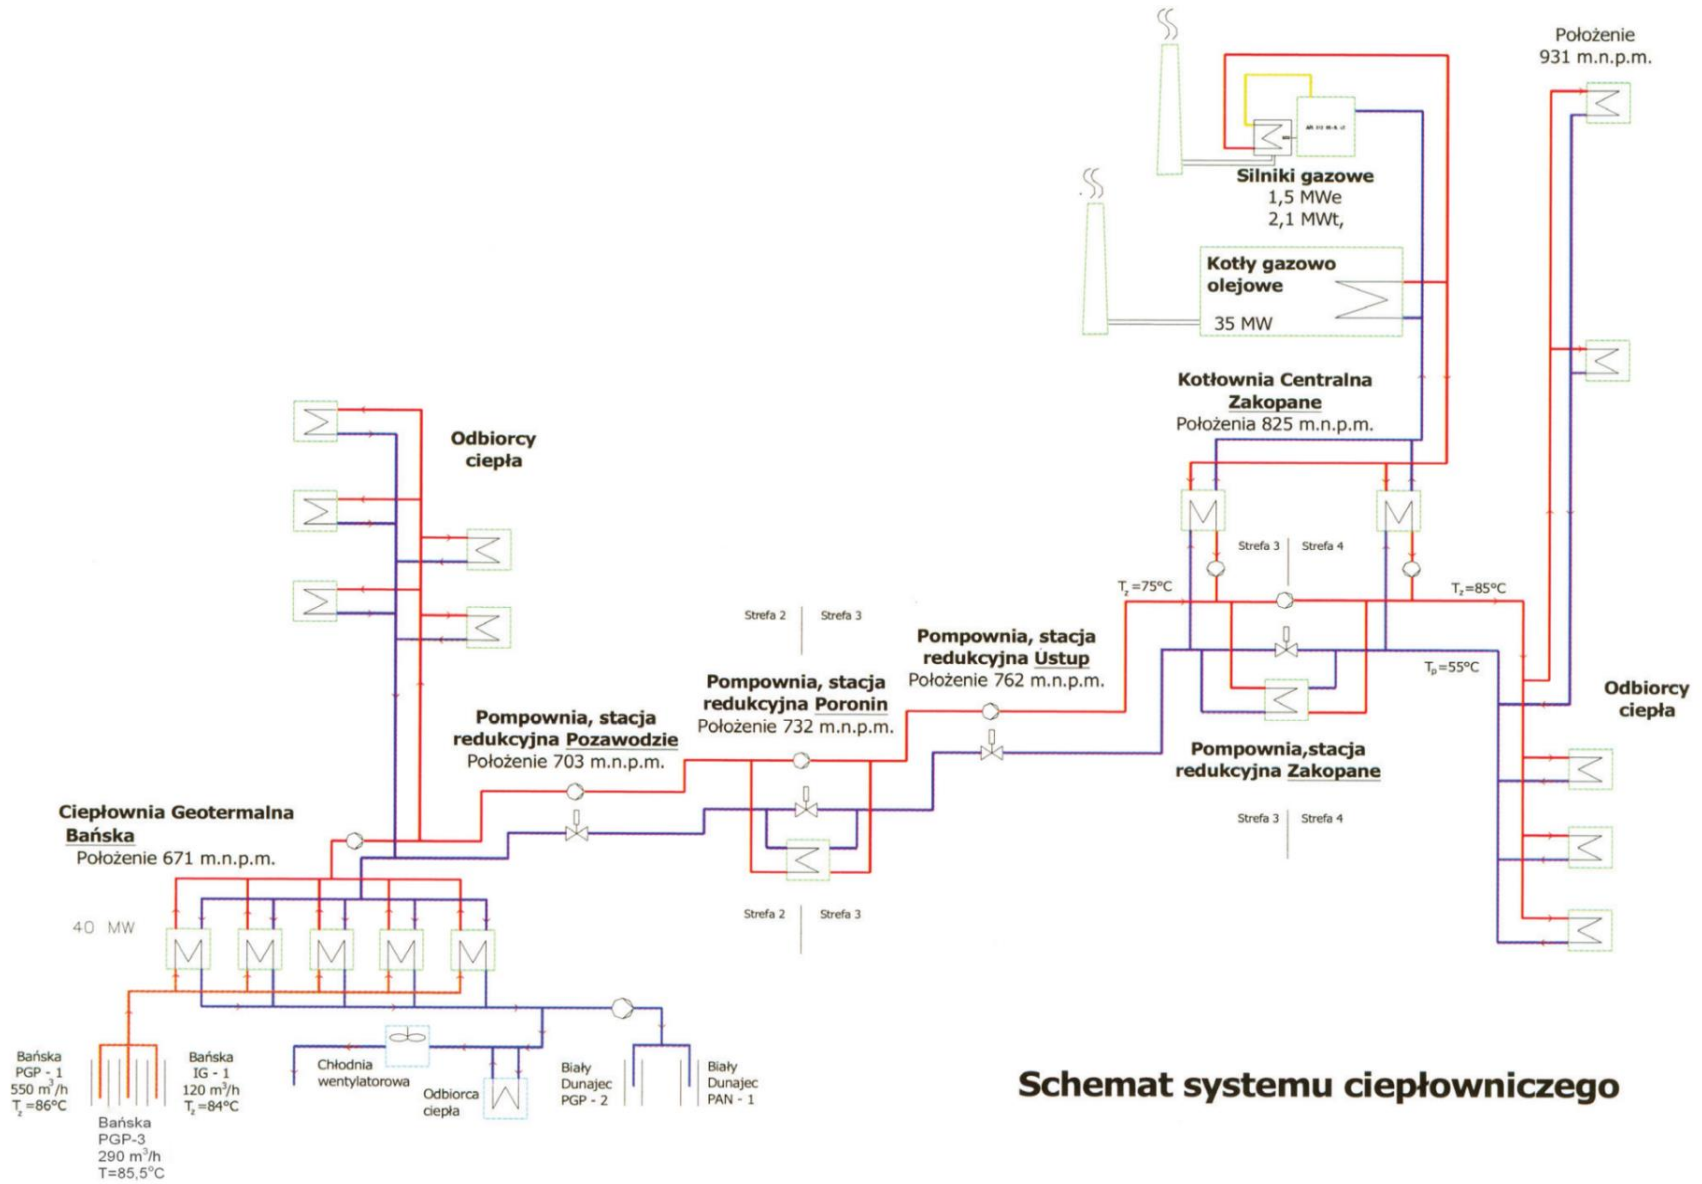 Położenie
931 m.n.p.m.
Silniki gazowe
1,5 MWe
2,1 MWt,
Kotły gazowo
olejowe
35 MW
Kotłownia Centralna
Zakopane
Położenia 825 m.n.p.m.
Odbiorcy
ciepła
Strefa 3 | Strefa 4
T_z=75°C
T_z=85°C
T_p=55°C
Strefa 2 | Strefa 3
Pompownia, stacja
redukcyjna Ustup
Położenie 762 m.n.p.m.
Pompownia, stacja
redukcyjna Poronin
Położenie 732 m.n.p.m.
Pompownia, stacja
redukcyjna Pozawodzie
Położenie 703 m.n.p.m.
Odbiorcy
ciepła
Pompownia,stacja
redukcyjna Zakopane
Strefa 3 | Strefa 4
Ciepłownia Geotermalna
Bańska
Położenie 671 m.n.p.m.
40 MW
Strefa 2 | Strefa 3
Bańska
PGP - 1
550 m³/h
T_z=86°C
Bańska
IG - 1
120 m³/h
T_z=84°C
Bańska
PGP-3
290 m³/h
T=85,5°C
Chłodnia
wentylatorowa
Odbiorca
ciepła
Biały
Dunajec
PGP - 2
Biały
Dunajec
PAN - 1
Schemat systemu ciepłowniczego